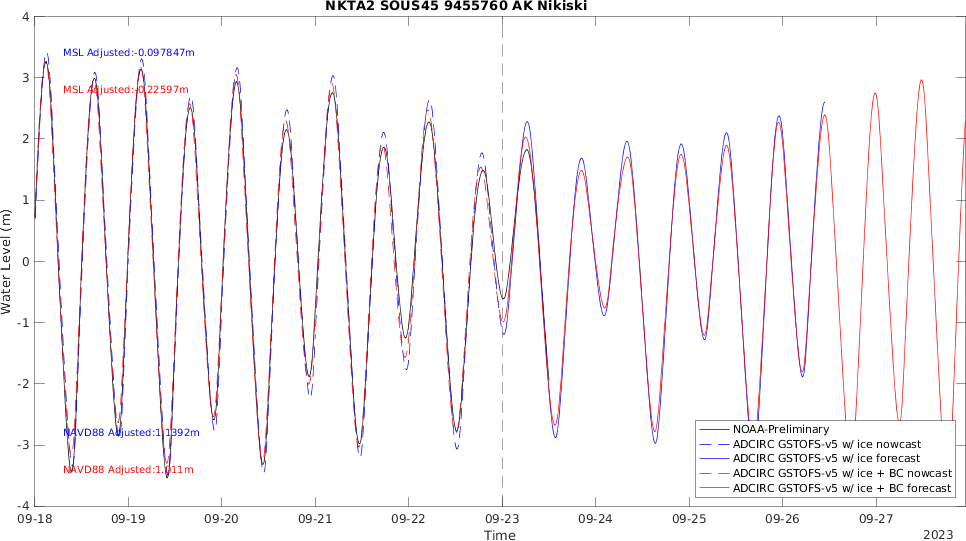 NKTA2 SOUS45 9455760 AK Nikiski
4
MSL Adjusted:-0.097847m
3
MSL Adjusted:-0.22597m
2
1
0
-1
-2
-3
-4
Water Level (m)
NAVD88 Adjusted:1.1392m
NAVD88 Adjusted:1.011m
NOAA-Preliminary
ADCIRC GSTOFS-v5 w/ ice nowcast
ADCIRC GSTOFS-v5 w/ ice forecast
ADCIRC GSTOFS-v5 w/ ice + BC nowcast
ADCIRC GSTOFS-v5 w/ ice + BC forecast
09-18 09-19 09-20 09-21 09-22 09-23 09-24 09-25 09-26 09-27
Time
2023